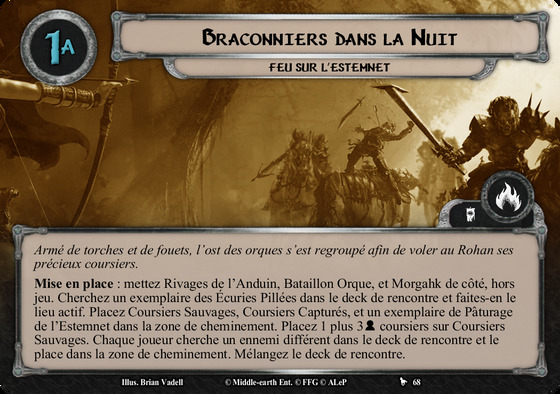 1A
Braconniers dans la Nuit
feu sur l'estemnet
Armé de torches et de fouets, l'ost des orques s'est regroupé afin de voler au Rohan ses
précieux coursiers.
Mise en place : mettez Rivages de l'Anduin, Bataillon Orque, et Morgahk de côté, hors
jeu. Cherchez un exemplaire des Écuries Pillées dans le deck de rencontre et faites-en le
lieu actif. Placez Coursiers Sauvages, Coursiers Capturés, et un exemplaire de Pâturage
de l'Estemnet dans la zone de cheminement. Placez 1 plus 3 coursiers sur Coursiers
Sauvages. Chaque joueur cherche un ennemi différent dans le deck de rencontre et le
place dans la zone de cheminement. Mélangez le deck de rencontre.
Illus. Brian Vadell © Middle-earth Ent. © FFG © ALeP 68